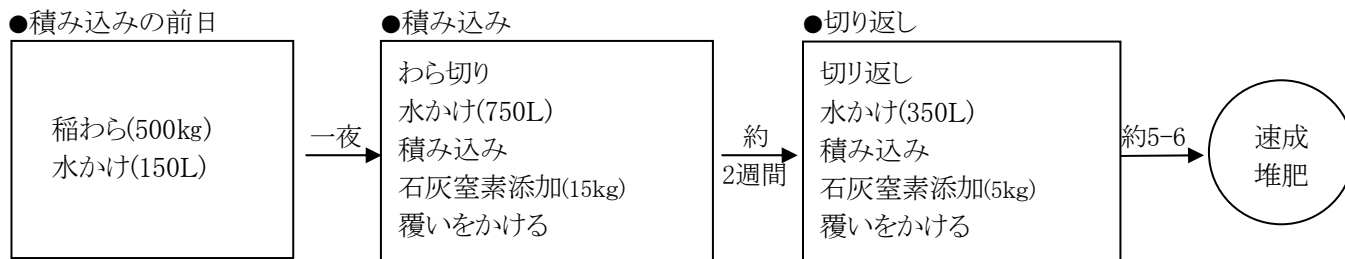 ●積み込みの前日
稲わら(500kg)
水かけ(150L)
一夜
●積み込み
わら切り
水かけ(750L)
積み込み
石灰窒素添加(15kg)
覆いをかける
約
2週間
●切り返し
切リ返し
水かけ(350L)
積み込み
石灰窒素添加(5kg)
覆いをかける
約5-6
速成
堆肥